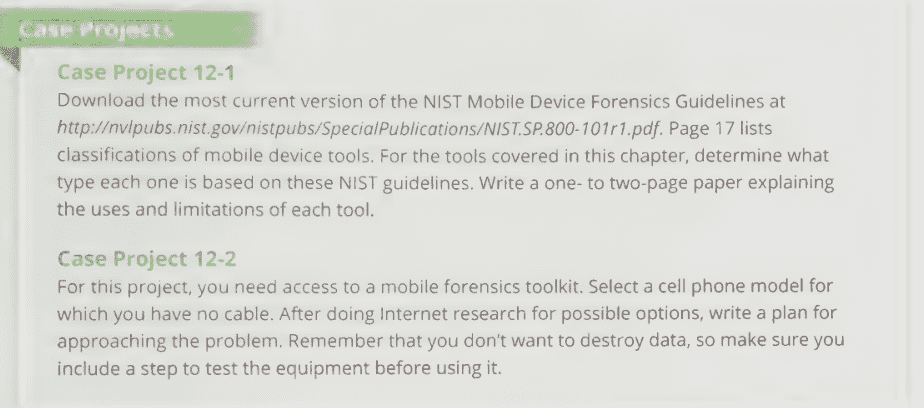 Case Projects
Case Project 12-1
Download the most current version of the NIST Mobile Device Forensics Guidelines at
http://nvlpubs.nist.gov/nistpubs/SpecialPublications/NIST.SP.800-101r1.pdf. Page 17 lists
classifications of mobile device tools. For the tools covered in this chapter, determine what
type each one is based on these NIST guidelines. Write a one- to two-page paper explaining
the uses and limitations of each tool.
Case Project 12-2
For this project, you need access to a mobile forensics toolkit. Select a cell phone model for
which you have no cable. After doing Internet research for possible options, write a plan for
approaching the problem. Remember that you don't want to destroy data, so make sure you
include a step to test the equipment before using it.